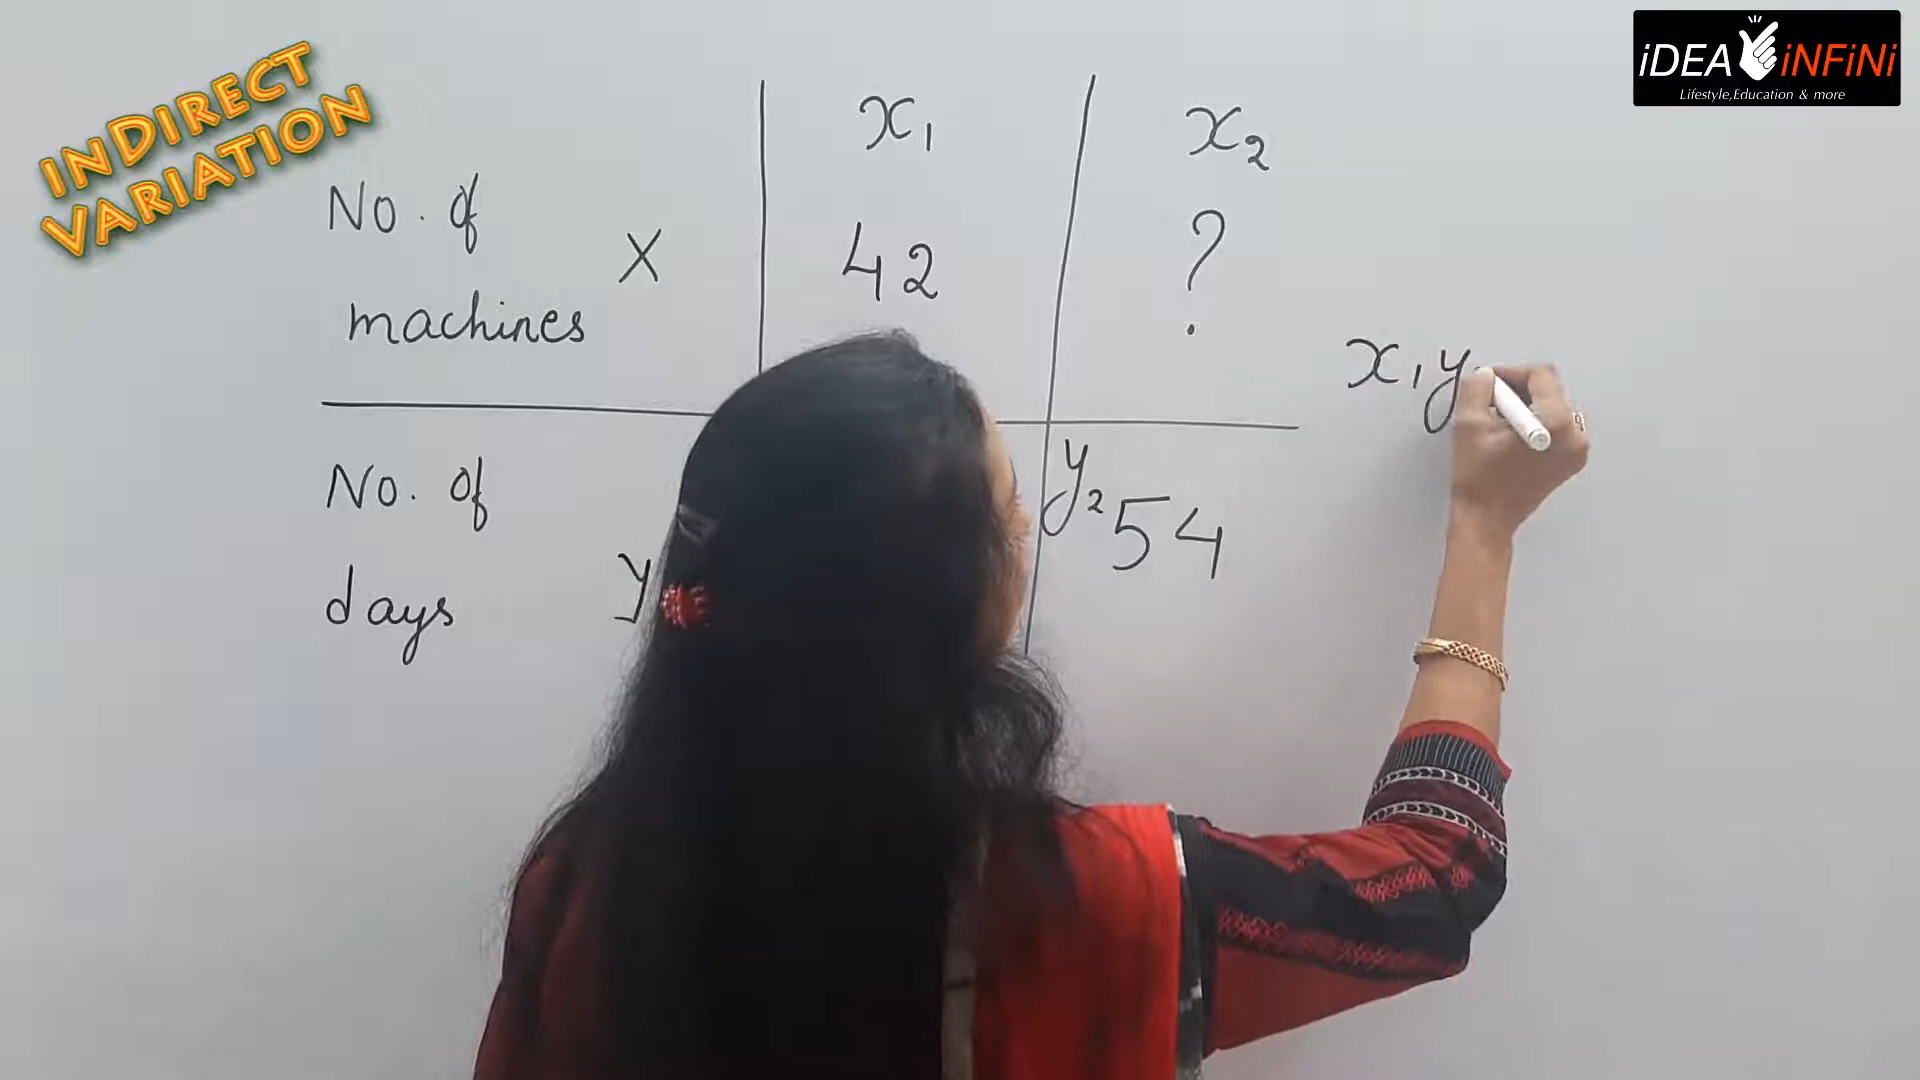 INDIRECT
VARIATION
iDEA iNFiNi
Lifestyle,Education & more
x₁ x₂
No. of
machines X 42 ?
x₁y
No. of
days y y₂ 54